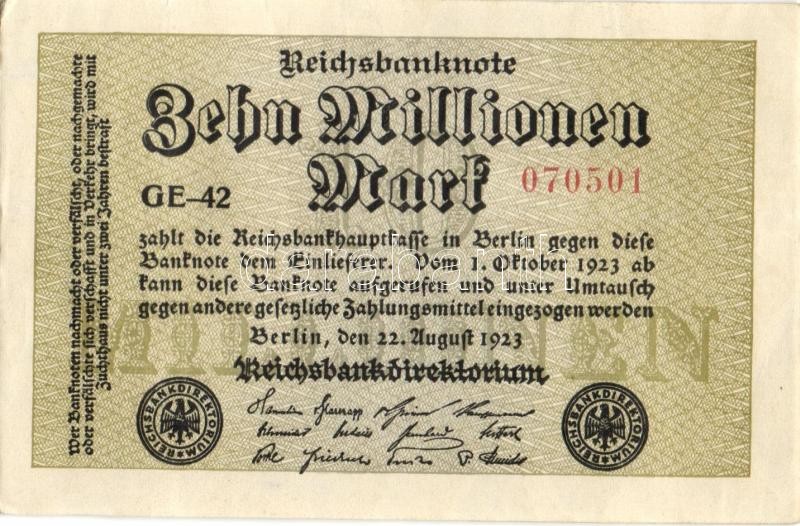 Reichsbanknote
Zehn Millionen
Mark
GE-42
070501
zahlt die Reichsbankhauptkasse in Berlin gegen diese
Banknote dem Einlieferer. Vom 1. Oktober 1923 ab
kann diese Banknote aufgerufen und unter Umtausch
gegen andere gesetzliche Zahlungsmittel eingezogen werden
Berlin, den 22. August 1923
Reichsbankdirektorium
REICHSBANKDIREKTORIUM
REICHSBANKDIREKTORIUM
Wer Banknoten nachmacht oder verfälscht, oder nachgemachte
oder verfälschte sich verschafft und in Verkehr bringt, wird mit
Zuchthaus nicht unter zwei Jahren bestraft